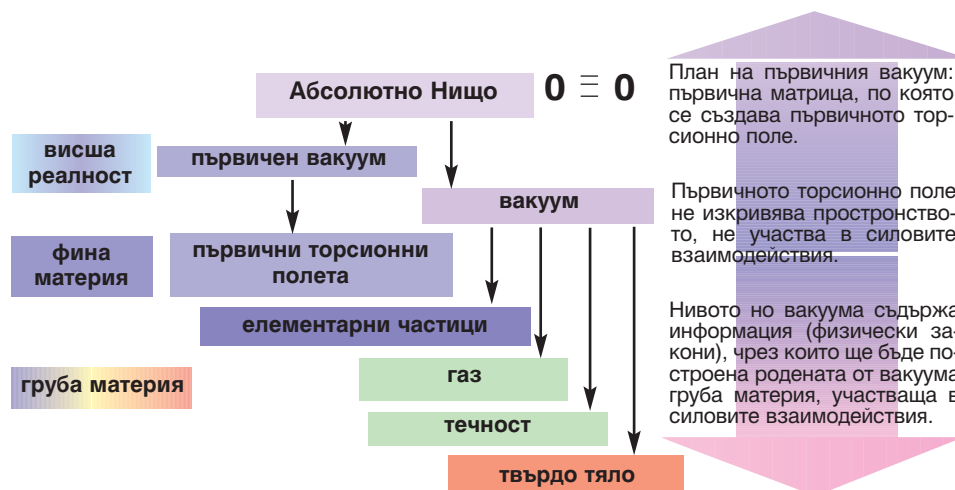 Абсолютно Нищо
0 ≡ 0
висша
реалност
първичен вакуум
вакуум
фина
материя
първични торсионни
полета
елементарни частици
груба материя
газ
течност
твърдо тяло
План на първичния вакуум:
първична матрица, по която
се създава първичното тор-
сионно поле.
Първичното торсионно поле
не изкривява простронство-
то, не участва в силовите
взаимодействия.
Нивото но вакуума съдържа
информация (физически за-
кони), чрез които ще бъде по-
строена родената от вакуума
груба материя, участваща в
силовите взаимодействия.